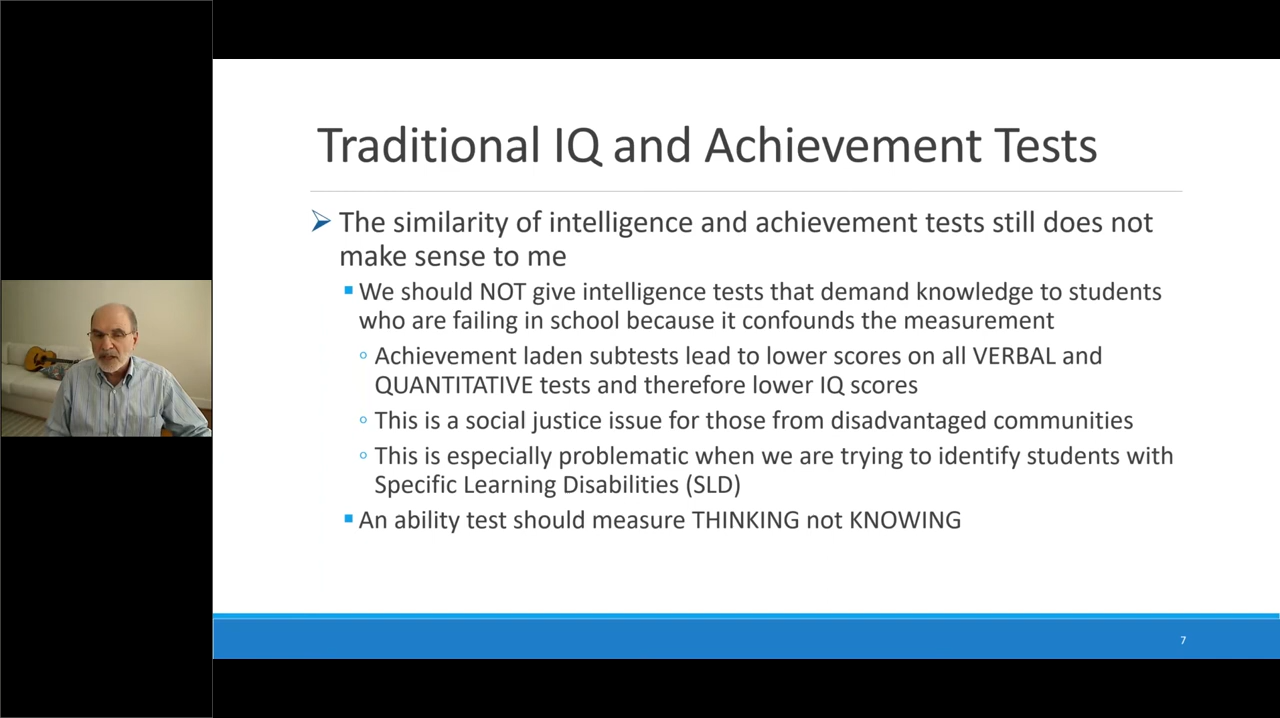 Traditional IQ and Achievement Tests
The similarity of intelligence and achievement tests still does not
make sense to me
We should NOT give intelligence tests that demand knowledge to students
who are failing in school because it confounds the measurement
Achievement laden subtests lead to lower scores on all VERBAL and
QUANTITATIVE tests and therefore lower IQ scores
This is a social justice issue for those from disadvantaged communities
This is especially problematic when we are trying to identify students with
Specific Learning Disabilities (SLD)
An ability test should measure THINKING not KNOWING
7